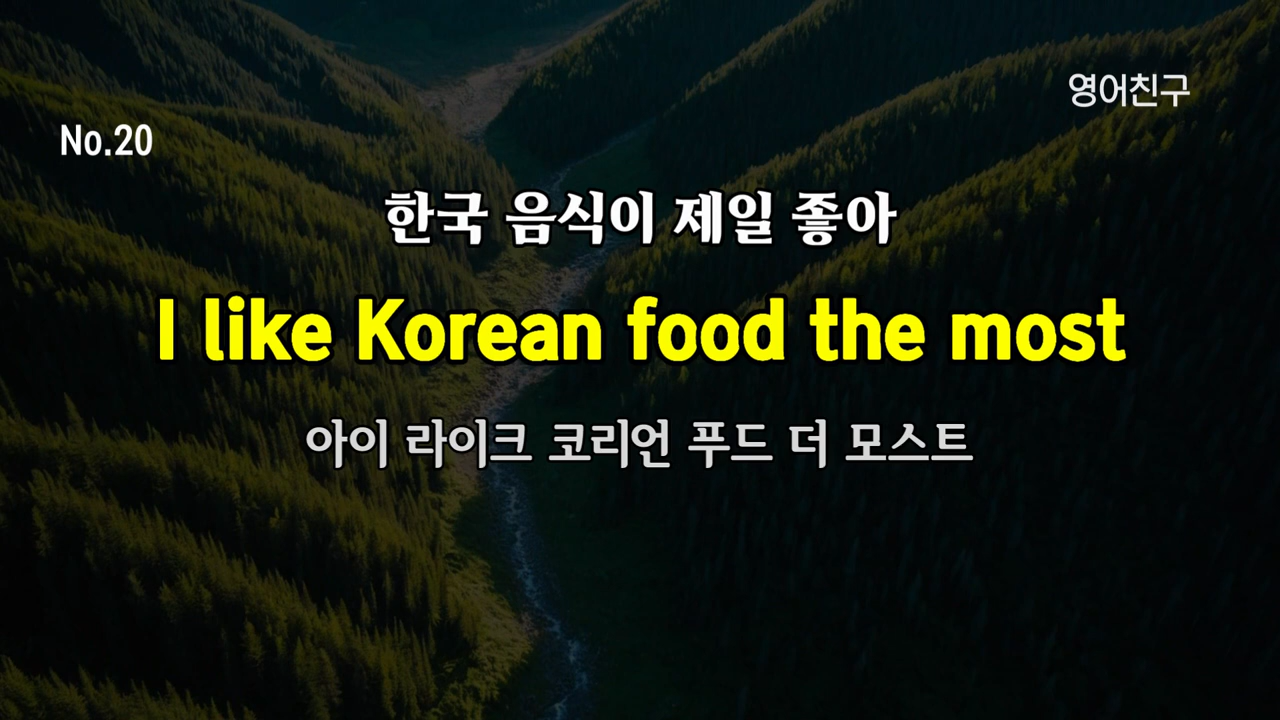 영어친구
No.20
한국 음식이 제일 좋아
I like Korean food the most
아이 라이크 코리언 푸드 더 모스트